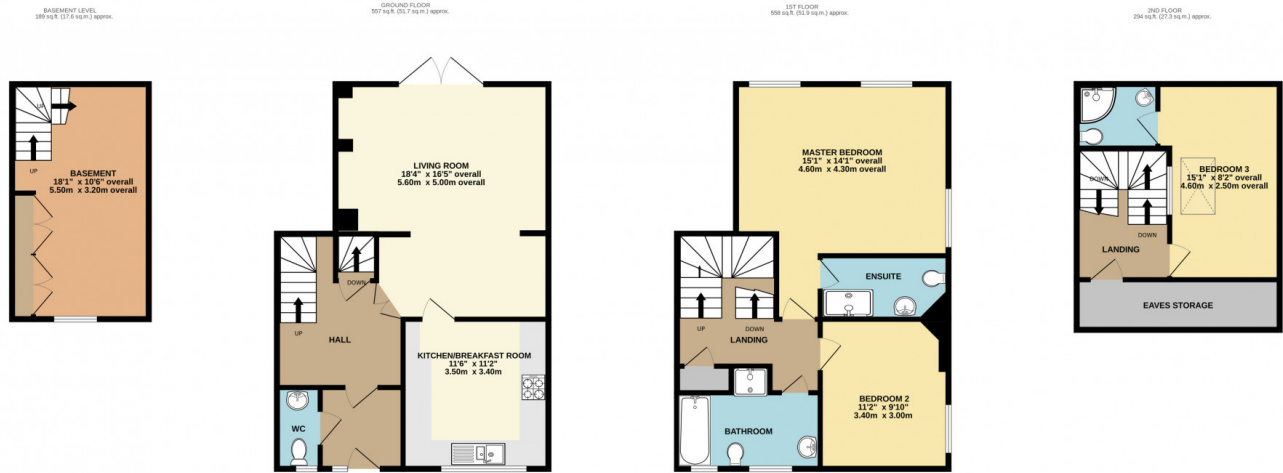 BASEMENT LEVEL
189 sq.ft. (17.6 sq.m.) approx.
UP
UP
BASEMENT
18'1" x 10'6" overall
5.50m x 3.20m overall
GROUND FLOOR
557 sq.ft. (51.7 sq.m.) approx.
LIVING ROOM
18'4" x 16'5" overall
5.60m x 5.00m overall
DOWN
UP
HALL
KITCHEN/BREAKFAST ROOM
11'6" x 11'2"
3.50m x 3.40m
WC
1ST FLOOR
558 sq.ft. (51.9 sq.m.) approx.
MASTER BEDROOM
15'1" x 14'1" overall
4.60m x 4.30m overall
ENSUITE
UP
DOWN
LANDING
BEDROOM 2
11'2" x 9'10"
3.40m x 3.00m
BATHROOM
2ND FLOOR
294 sq.ft. (27.3 sq.m.) approx.
BEDROOM 3
15'1" x 8'2" overall
4.60m x 2.50m overall
DOWN
DOWN
LANDING
EAVES STORAGE